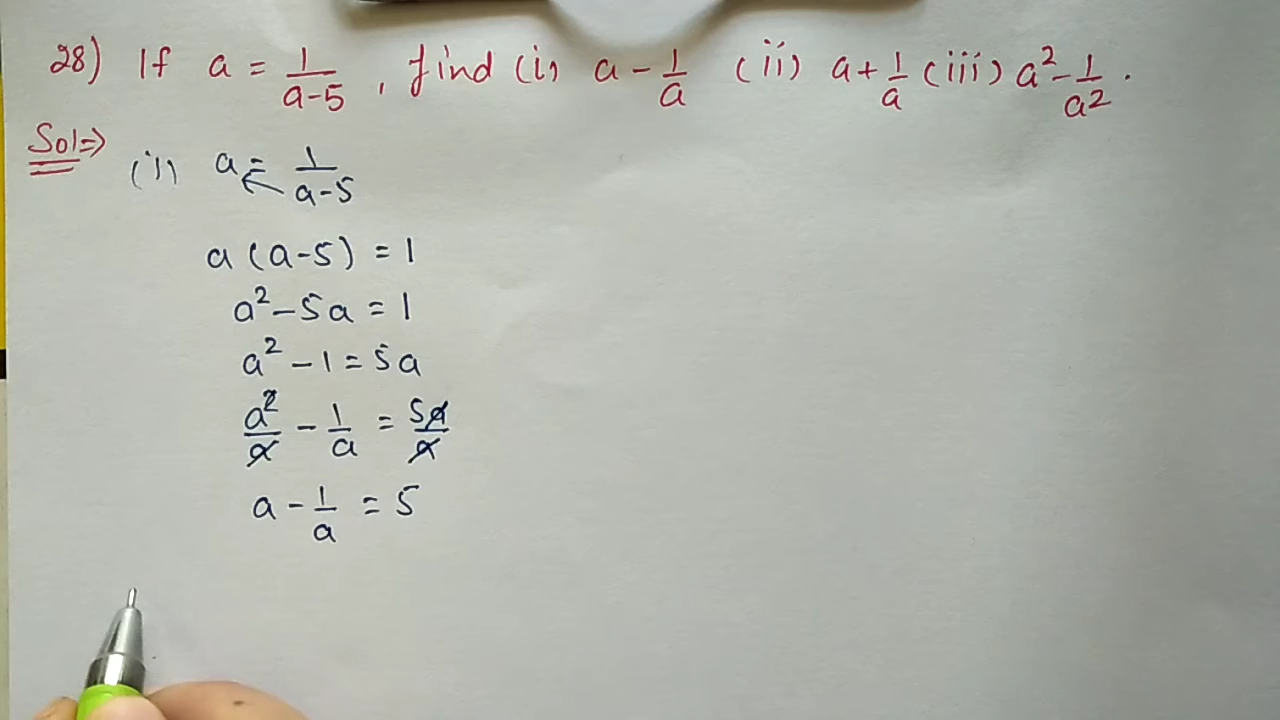 28) If a = 1/(a-5), find (i) a - 1/a (ii) a + 1/a (iii) a² - 1/a².
Sol⇒
(i) a = 1/(a-5)
a (a-5) = 1
a² - 5a = 1
a² - 1 = 5a
a²/a - 1/a = 5a/a
a - 1/a = 5